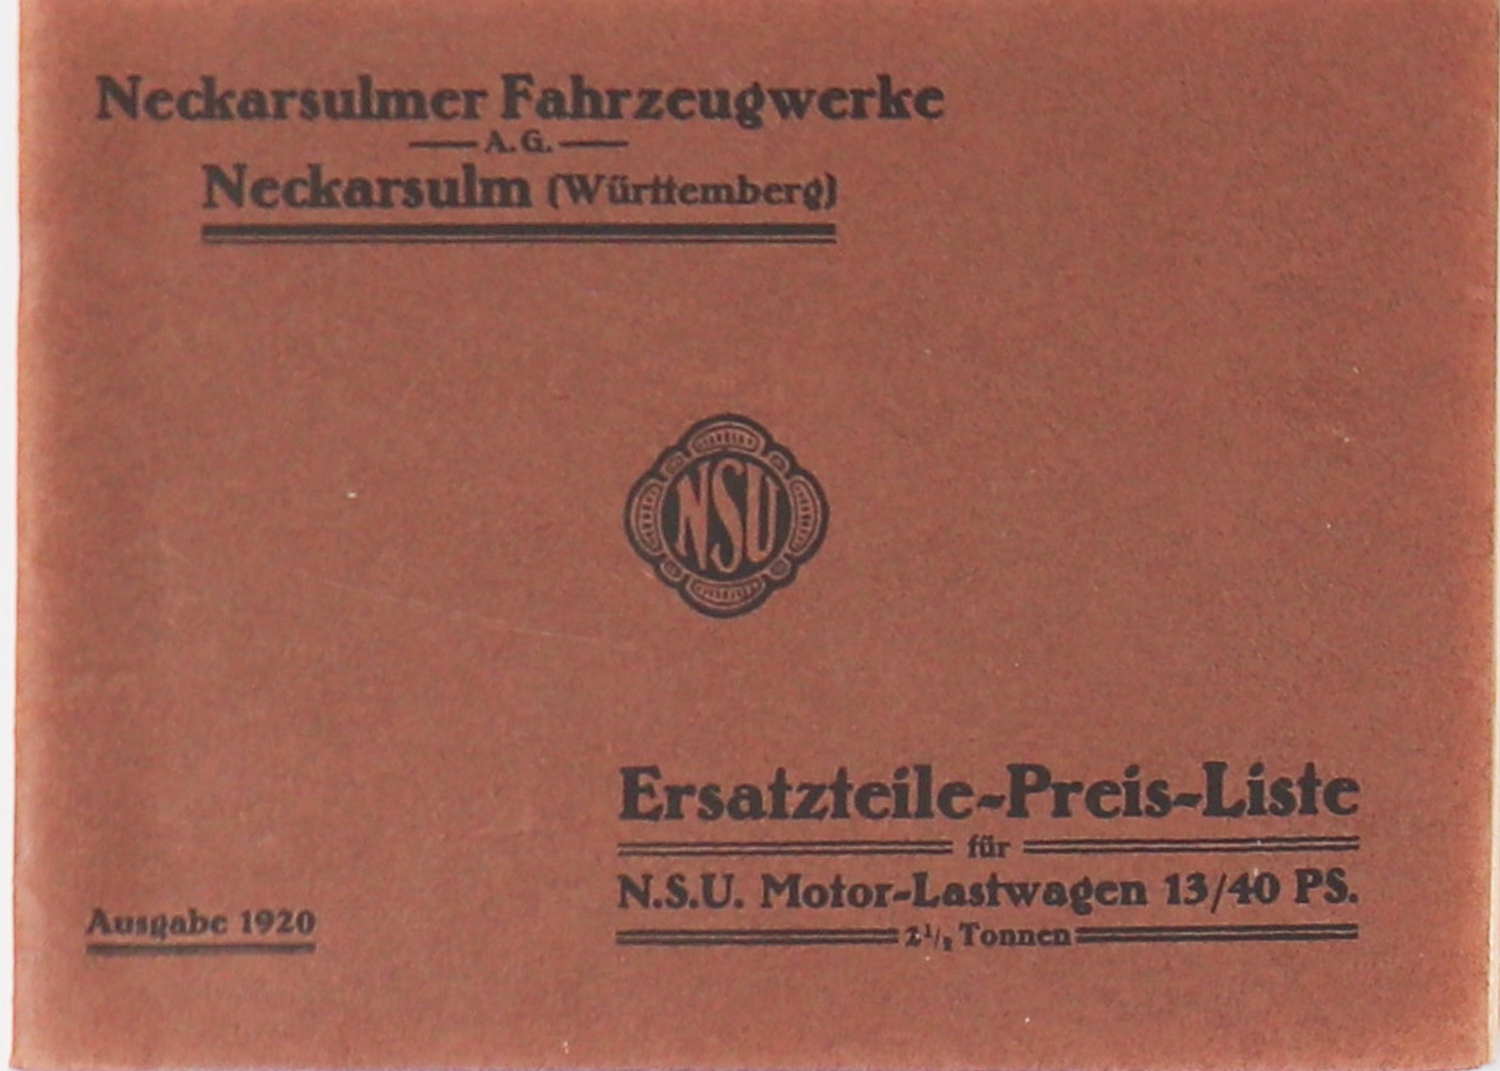 Neckarsulmer Fahrzeugwerke
A.G.
Neckarsulm (Württemberg)
NSU
Ersatzteile-Preis-Liste
für
N.S.U. Motor-Lastwagen 13/40 PS.
2½ Tonnen
Ausgabe 1920